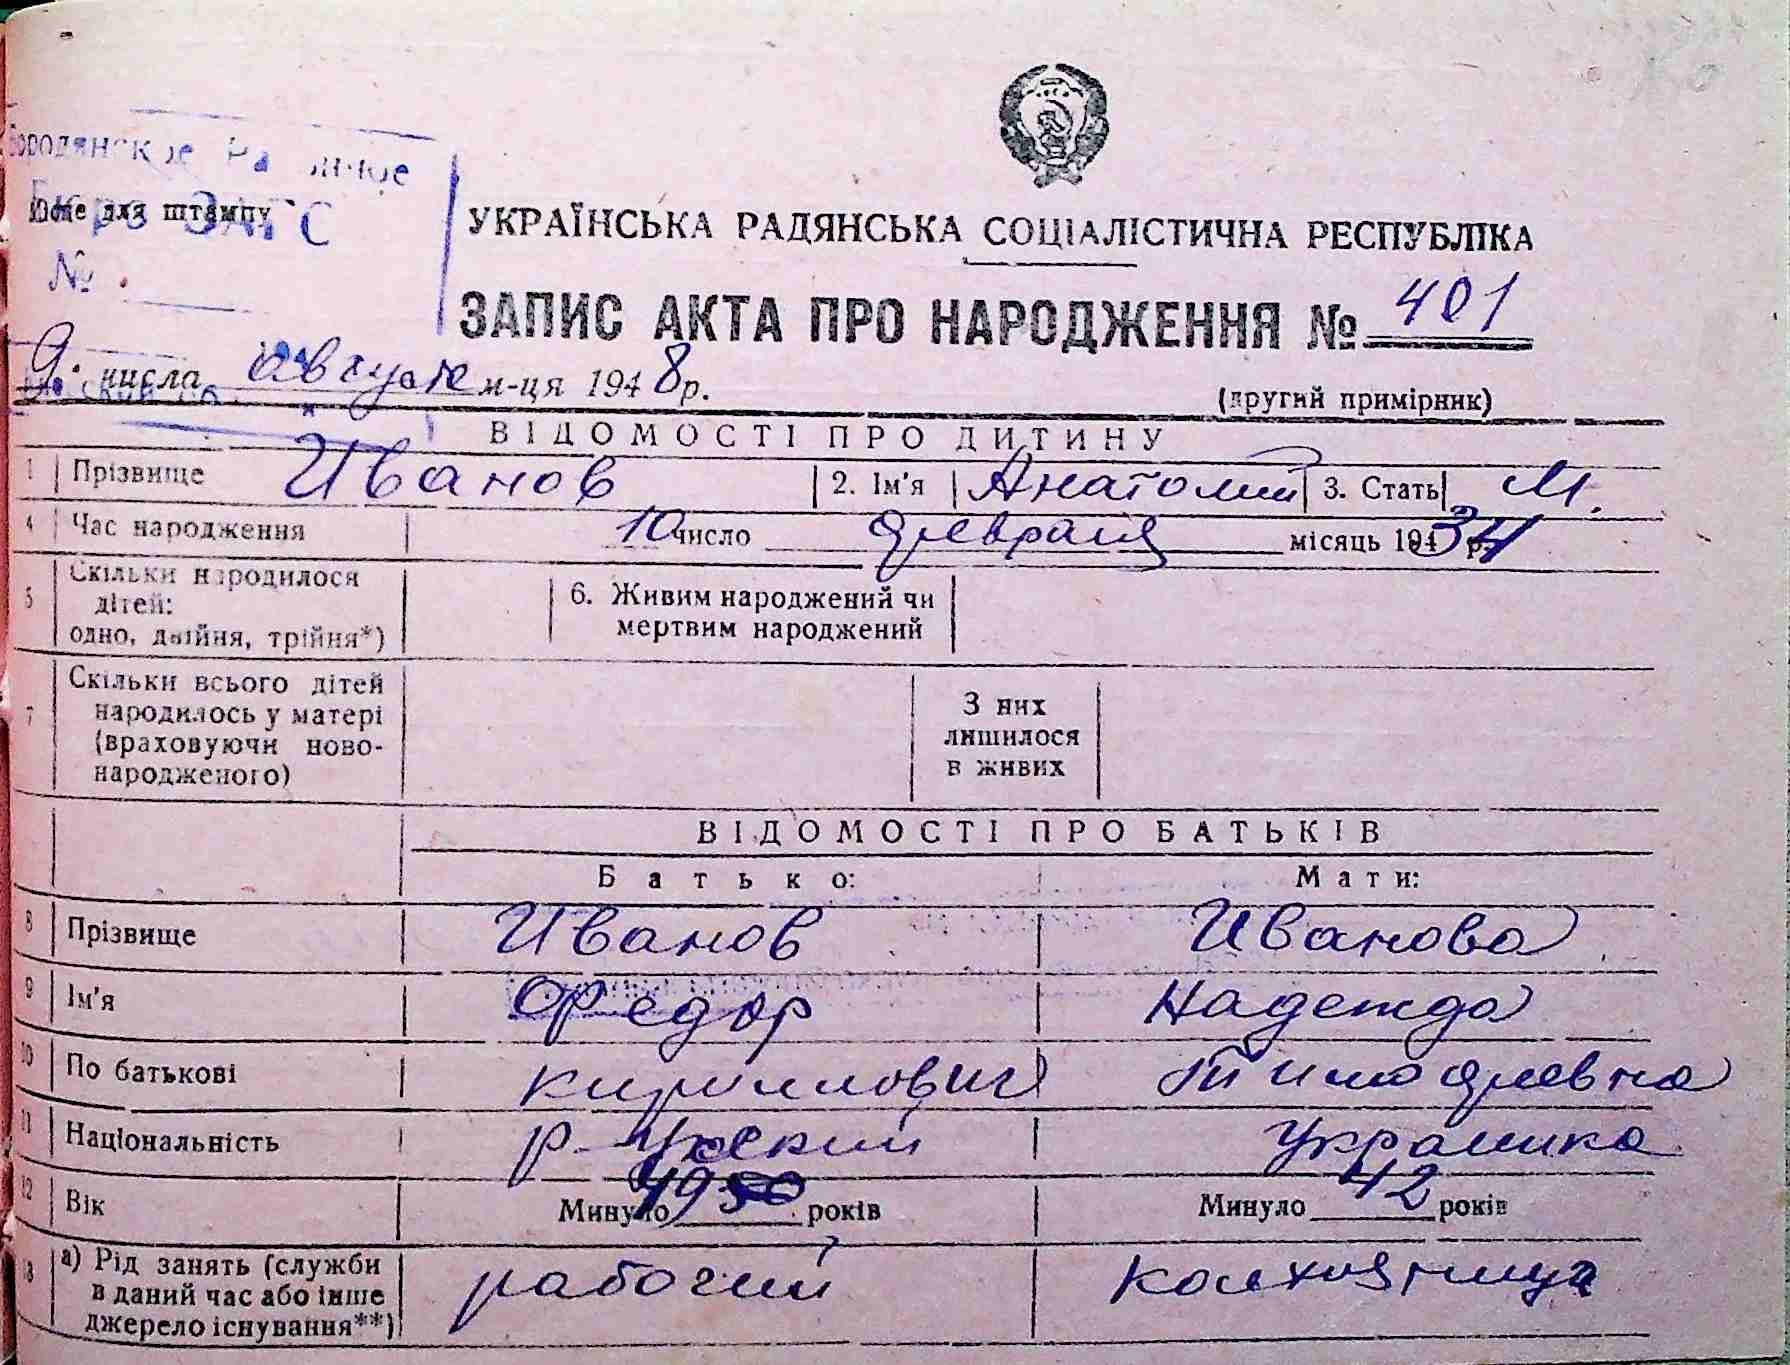 Бородянское Ра
Бюро ЗАГС
Місце для штампу
№
УКРАЇНСЬКА РАДЯНСЬКА СОЦІАЛІСТИЧНА РЕСПУБЛІКА
ЗАПИС АКТА ПРО НАРОДЖЕННЯ № 401
9. числа августа м-ця 1948 р.
(другий примірник)
ВІДОМОСТІ ПРО ДИТИНУ
1 Прізвище Иванов 2. Ім'я Анатолий 3. Стать М.
4 Час народження 10 число февраля місяць 1934 р.
5 Скільки народилося
дітей:
одно, двійня, трійня*)
6. Живим народжений чи
мертвим народжений
7 Скільки всього дітей
народилось у матері
(враховуючи ново-
народженого)
З них
лишилося
в живих
ВІДОМОСТІ ПРО БАТЬКІВ
Батько: Мати:
8 Прізвище Иванов Иванова
9 Ім'я Федор Надежда
10 По батькові Кириллович Тимофеевна
11 Національність р-уский Украинка
12 Вік Минуло 49 років Минуло 42 років
13 а) Рід занять (служби
в даний час або інше
джерело існування**)
рабочий колхозница